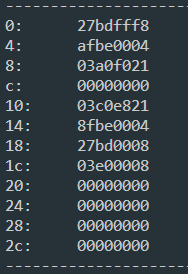 ----------------------
0: 27bdfff8
4: afbe0004
8: 03a0f021
c: 00000000
10: 03c0e821
14: 8fbe0004
18: 27bd0008
1c: 03e00008
20: 00000000
24: 00000000
28: 00000000
2c: 00000000
----------------------